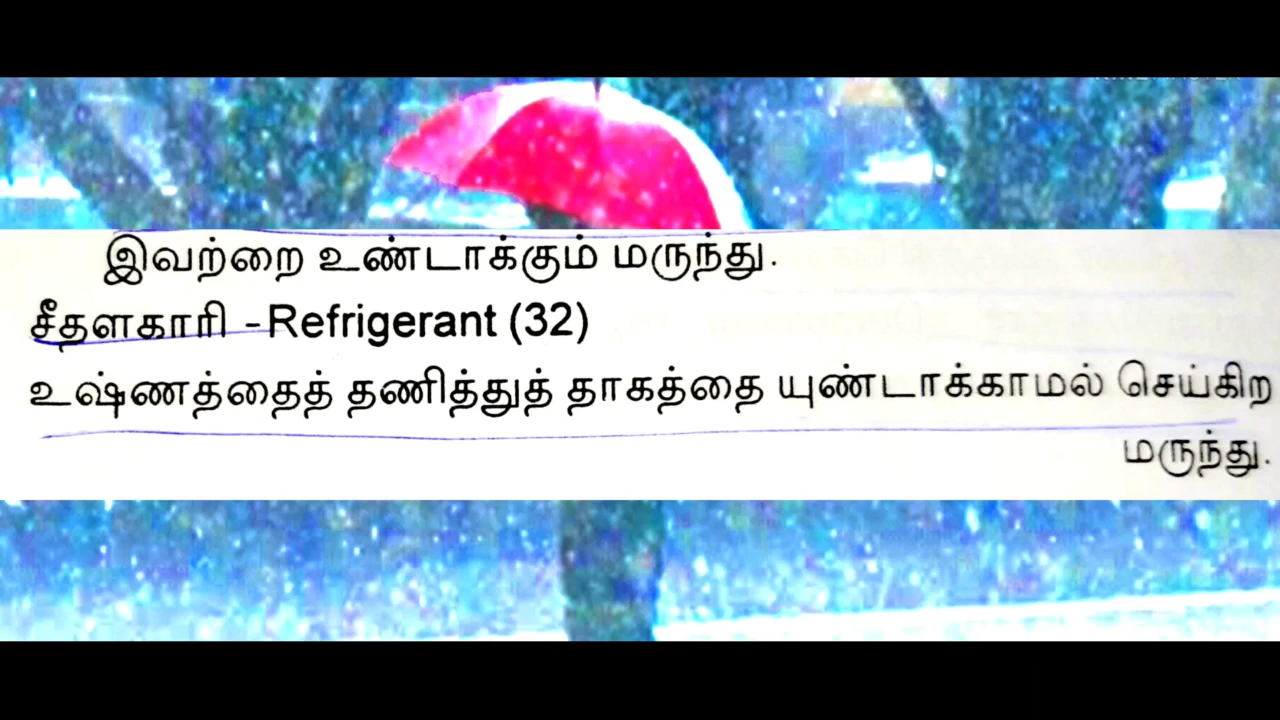 இவற்றை உண்டாக்கும் மருந்து.
சீதளகாரி - Refrigerant (32)
உஷ்ணத்தைத் தணித்துத் தாகத்தை யுண்டாக்காமல் செய்கிற
மருந்து.